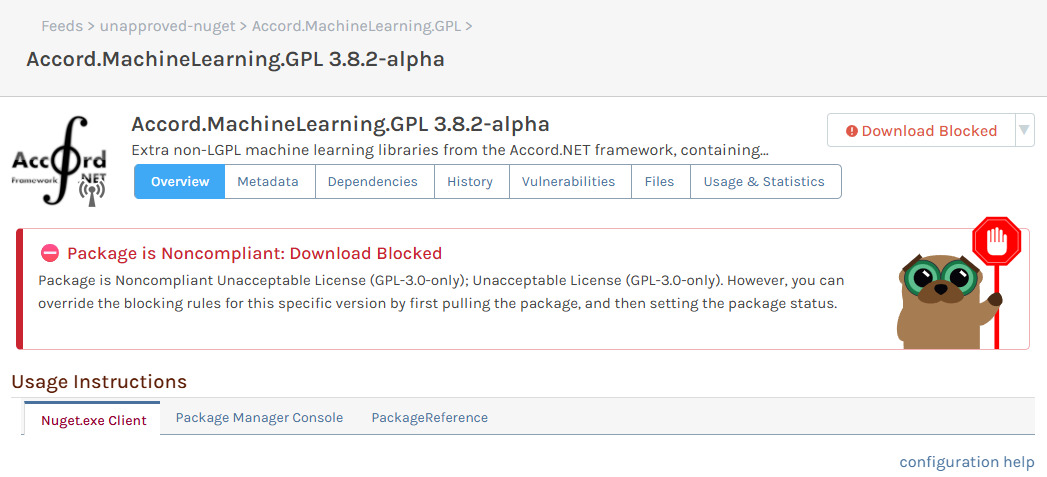 Feeds > unapproved-nuget > Accord.MachineLearning.GPL >
Accord.MachineLearning.GPL 3.8.2-alpha
Accord
Framework .NET
Accord.MachineLearning.GPL 3.8.2-alpha
Download Blocked
Extra non-LGPL machine learning libraries from the Accord.NET framework, containing...
Overview Metadata Dependencies History Vulnerabilities Files Usage & Statistics
Package is Noncompliant: Download Blocked
Package is Noncompliant Unacceptable License (GPL-3.0-only); Unacceptable License (GPL-3.0-only). However, you can
override the blocking rules for this specific version by first pulling the package, and then setting the package status.
Usage Instructions
Nuget.exe Client Package Manager Console PackageReference
configuration help